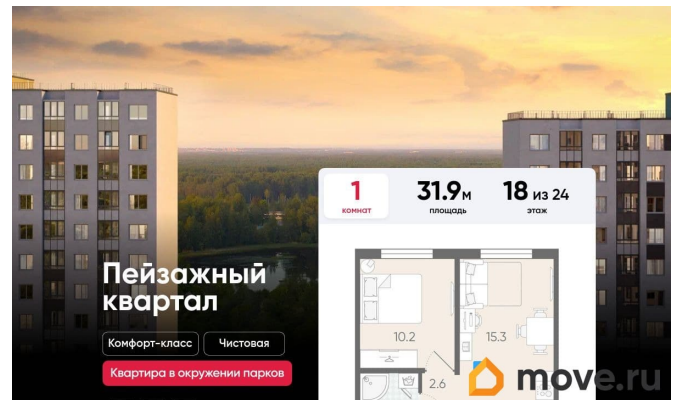 1
комнат
31.9 м
площадь
18 из 24
этаж
Пейзажный
квартал
Комфорт-класс
Чистовая
Квартира в окружении парков
10.2
15.3
2.6
move.ru